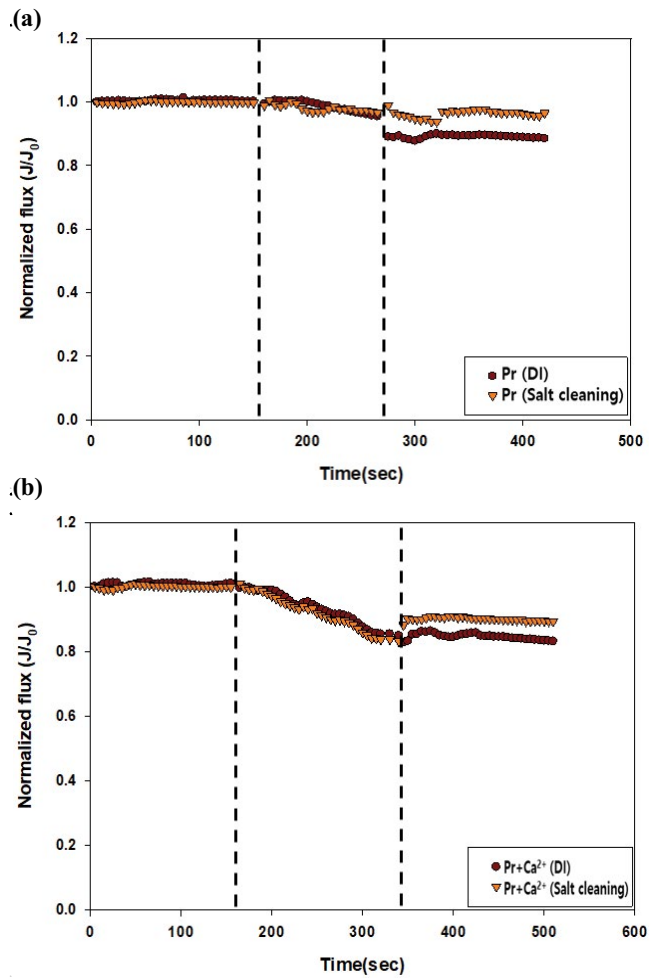 .(a)
1.2
1.0
0.8
0.6
0.4
0.2
0.0
Normalized flux (J/J₀)
Pr (DI)
Pr (Salt cleaning)
0 100 200 300 400 500
Time(sec)
.(b)
.
1.2
1.0
0.8
0.6
0.4
0.2
0.0
Normalized flux (J/J₀)
Pr+Ca²⁺ (DI)
Pr+Ca²⁺ (Salt cleaning)
0 100 200 300 400 500 600
Time(sec)